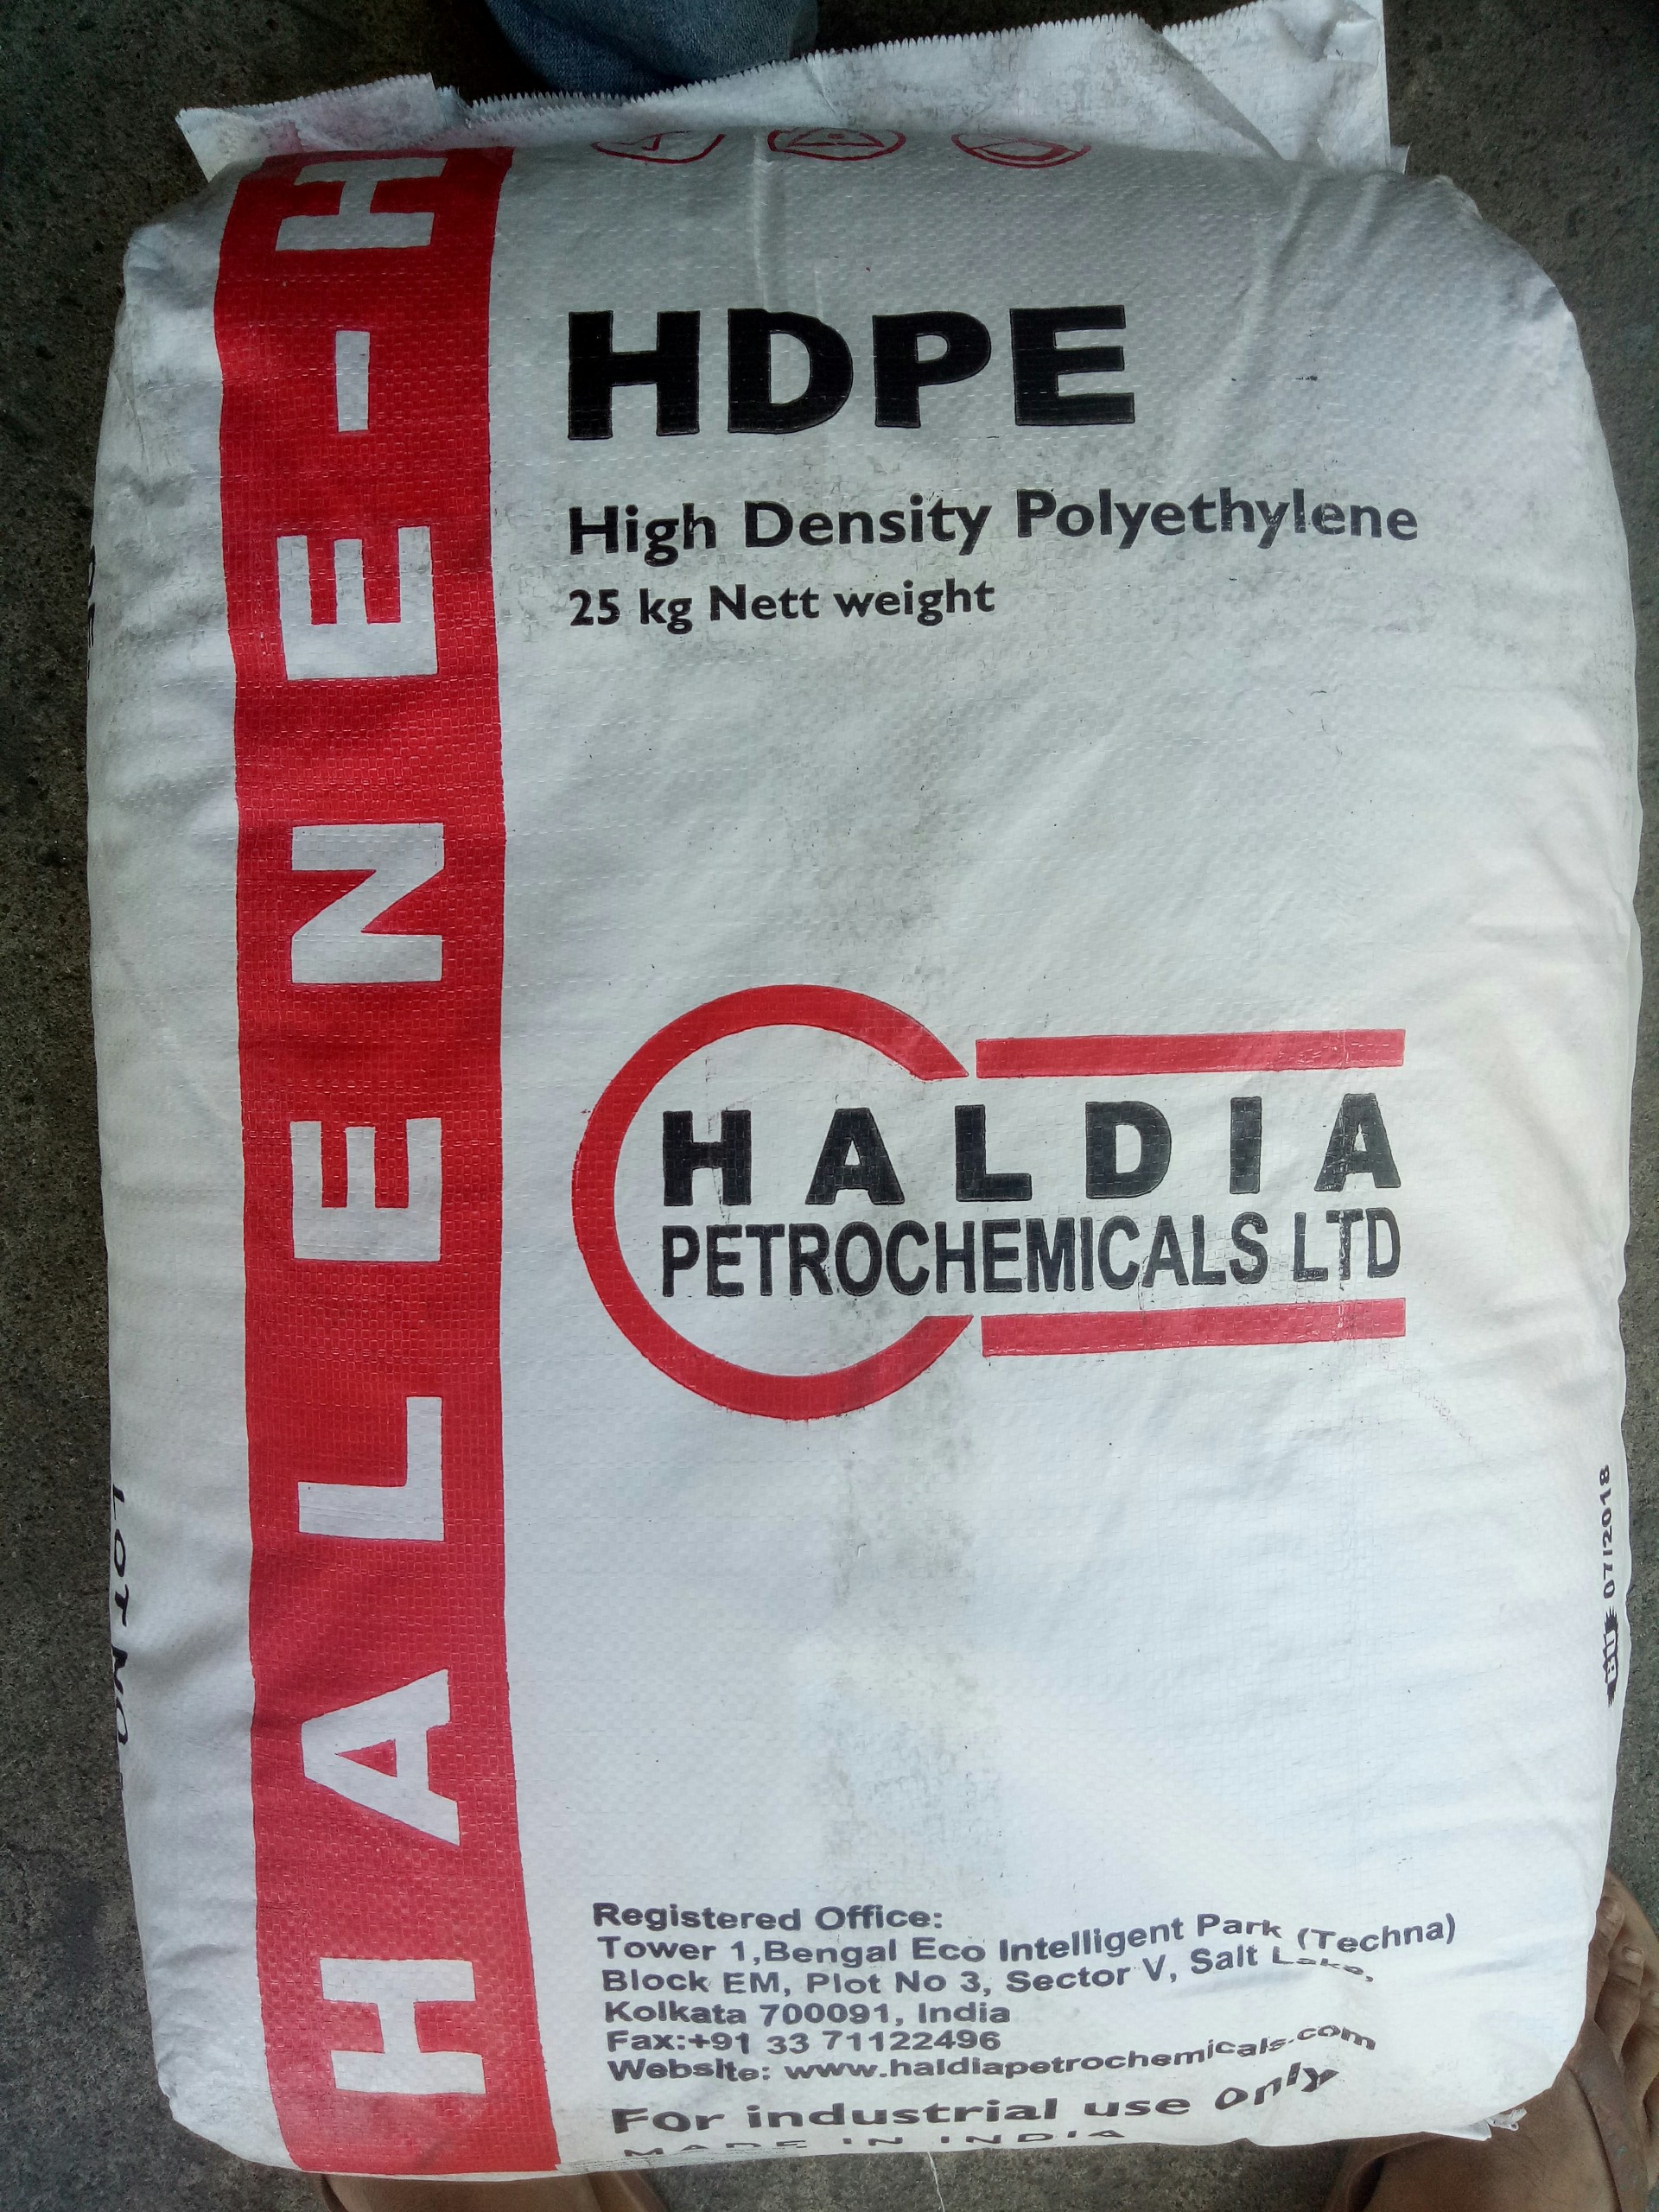 HALENE-H
HDPE
High Density Polyethylene
25 kg Nett weight
HALDIA
PETROCHEMICALS LTD
Registered Office:
Tower 1,Bengal Eco Intelligent Park (Techna)
Block EM, Plot No 3, Sector V, Salt Lake,
Kolkata 700091, India
Fax:+91 33 71122496
Website: www.haldiapetrochemicals.com
For industrial use only
MADE IN INDIA
LOT NO
07/2018